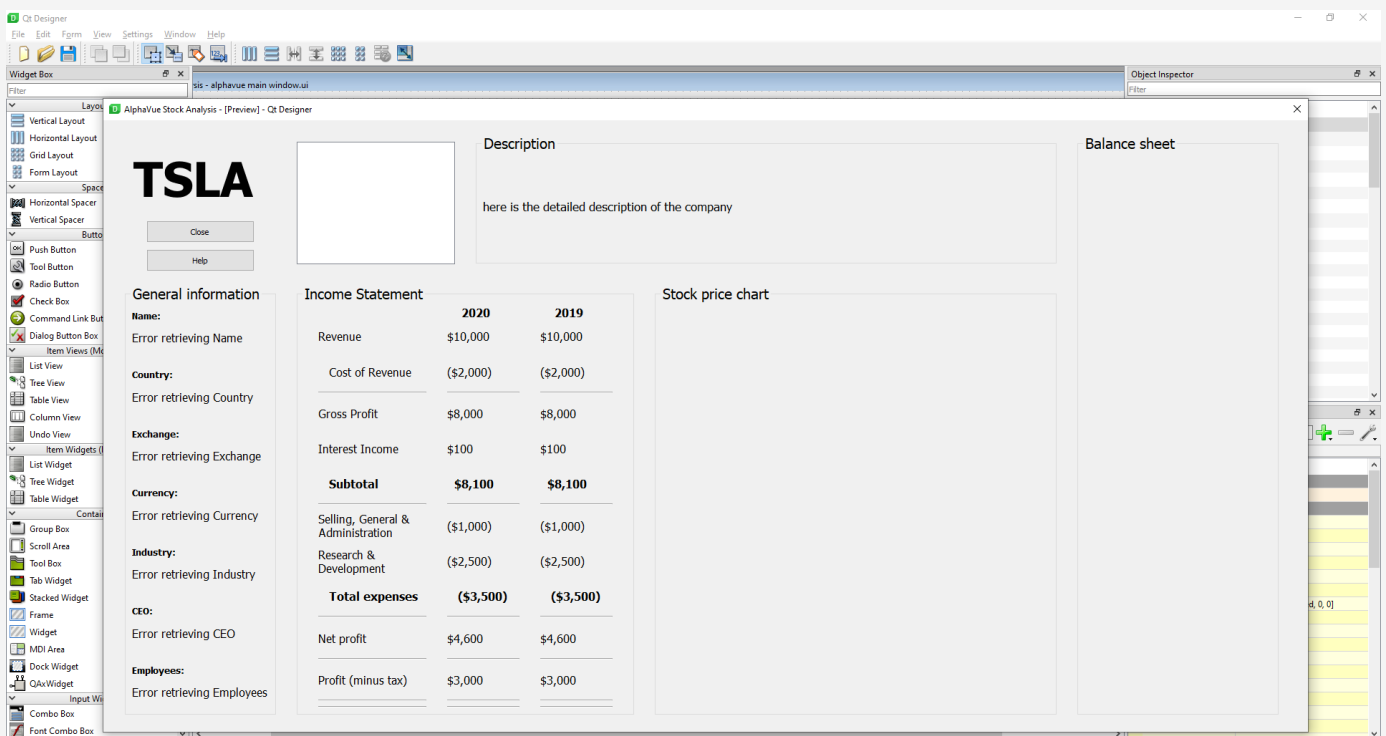 Qt Designer
File Edit Form View Settings Window Help
Widget Box
Filter
sis - alphavue main window.ui
Object Inspector
Filter
Vertical Layout
Horizontal Layout
Grid Layout
Form Layout
Horizontal Spacer
Vertical Spacer
Push Button
Tool Button
Radio Button
Check Box
Command Link But
Dialog Button Box
Item Views (Mo
List View
Tree View
Table View
Column View
Undo View
Item Widgets (
List Widget
Tree Widget
Table Widget
Group Box
Scroll Area
Tool Box
Tab Widget
Stacked Widget
Frame
Widget
MDI Area
Dock Widget
QAxWidget
Input Wi
Combo Box
Font Combo Box
AlphaVue Stock Analysis - [Preview] - Qt Designer
TSLA
Close
Help
Description
here is the detailed description of the company
Balance sheet
General information
Name:
Error retrieving Name
Country:
Error retrieving Country
Exchange:
Error retrieving Exchange
Currency:
Error retrieving Currency
Industry:
Error retrieving Industry
CEO:
Error retrieving CEO
Employees:
Error retrieving Employees
Income Statement
2020 2019
Revenue $10,000 $10,000
Cost of Revenue ($2,000) ($2,000)
Gross Profit $8,000 $8,000
Interest Income $100 $100
Subtotal $8,100 $8,100
Selling, General &
Administration ($1,000) ($1,000)
Research &
Development ($2,500) ($2,500)
Total expenses ($3,500) ($3,500)
Net profit $4,600 $4,600
Profit (minus tax) $3,000 $3,000
Stock price chart
d, 0, 0]